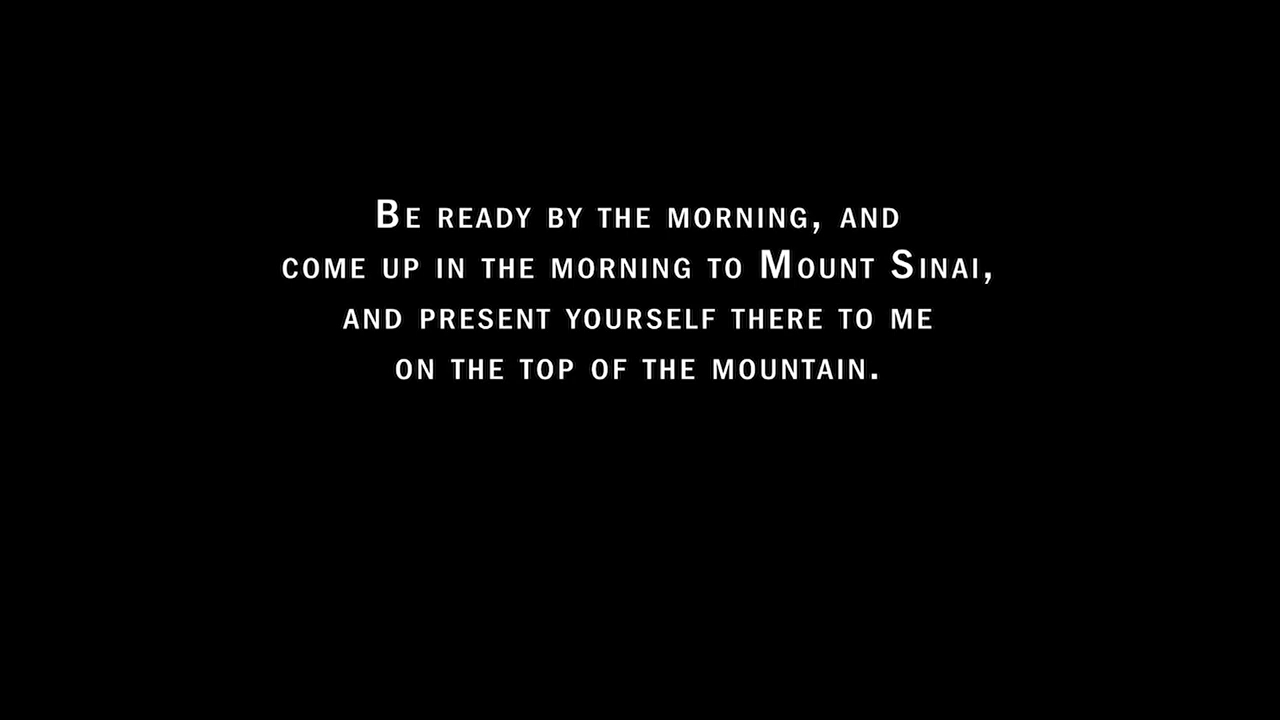 Be ready by the morning, and
come up in the morning to Mount Sinai,
and present yourself there to me
on the top of the mountain.